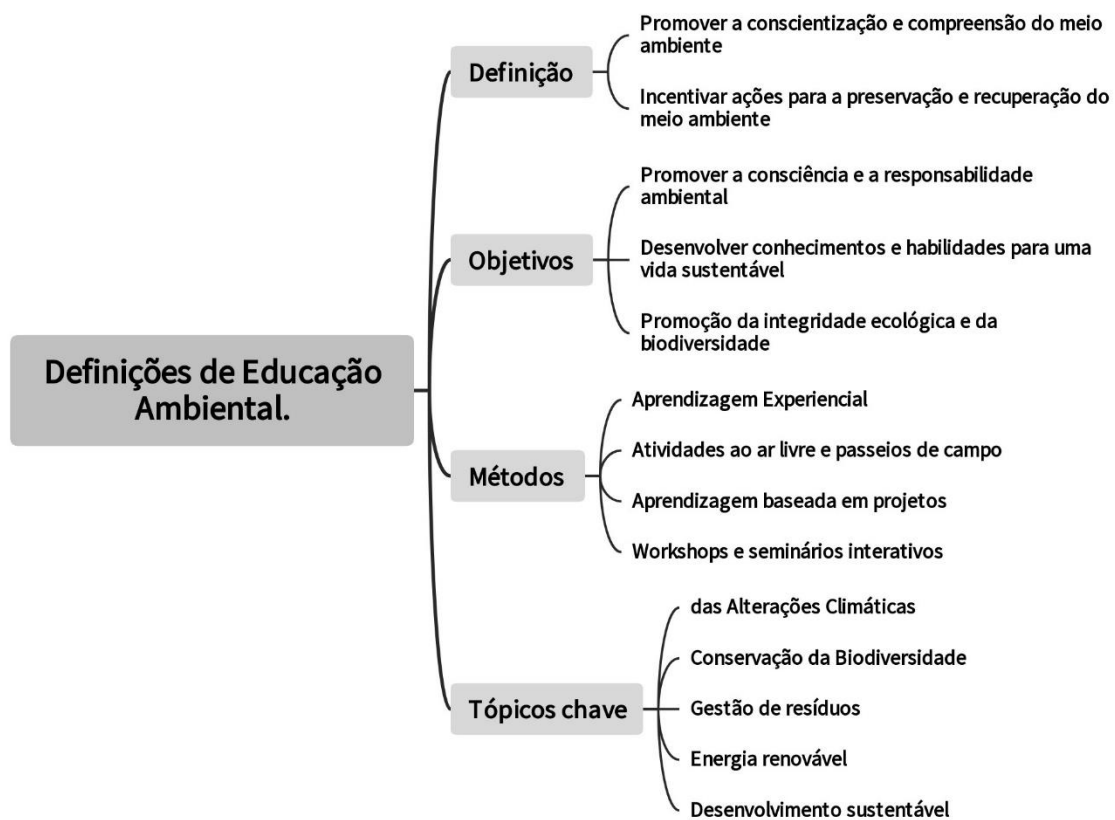 Definições de Educação
Ambiental.
Definição
Promover a conscientização e compreensão do meio
ambiente
Incentivar ações para a preservação e recuperação do
meio ambiente
Objetivos
Promover a consciência e a responsabilidade
ambiental
Desenvolver conhecimentos e habilidades para uma
vida sustentável
Promoção da integridade ecológica e da
biodiversidade
Métodos
Aprendizagem Experiencial
Atividades ao ar livre e passeios de campo
Aprendizagem baseada em projetos
Workshops e seminários interativos
Tópicos chave
das Alterações Climáticas
Conservação da Biodiversidade
Gestão de resíduos
Energia renovável
Desenvolvimento sustentável